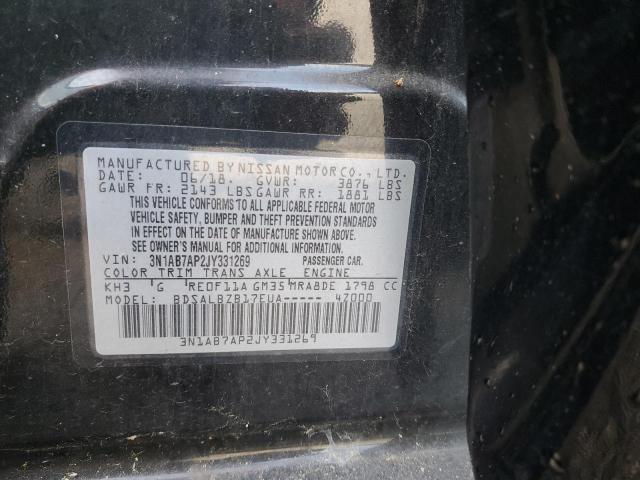 MANUFACTURED BY NISSAN MOTOR CO., LTD.
DATE: 06/18. GVWR: 3876 LBS
GAWR FR: 2143 LBS GAWR RR: 1881 LBS
THIS VEHICLE CONFORMS TO ALL APPLICABLE FEDERAL MOTOR
VEHICLE SAFETY, BUMPER AND THEFT PREVENTION STANDARDS
IN EFFECT ON THE DATE OF MANUFACTURE SHOWN ABOVE.
SEE OWNER'S MANUAL FOR ADDITIONAL INFORMATION.
VIN: 3N1AB7AP2JY331269 PASSENGER CAR.
COLOR TRIM TRANS AXLE ENGINE
KH3 G RE0F11A GM35 MRA8DE 1798 CC
MODEL: BDSALBZB17EUA----- 47000
3N1AB7AP2JY331269